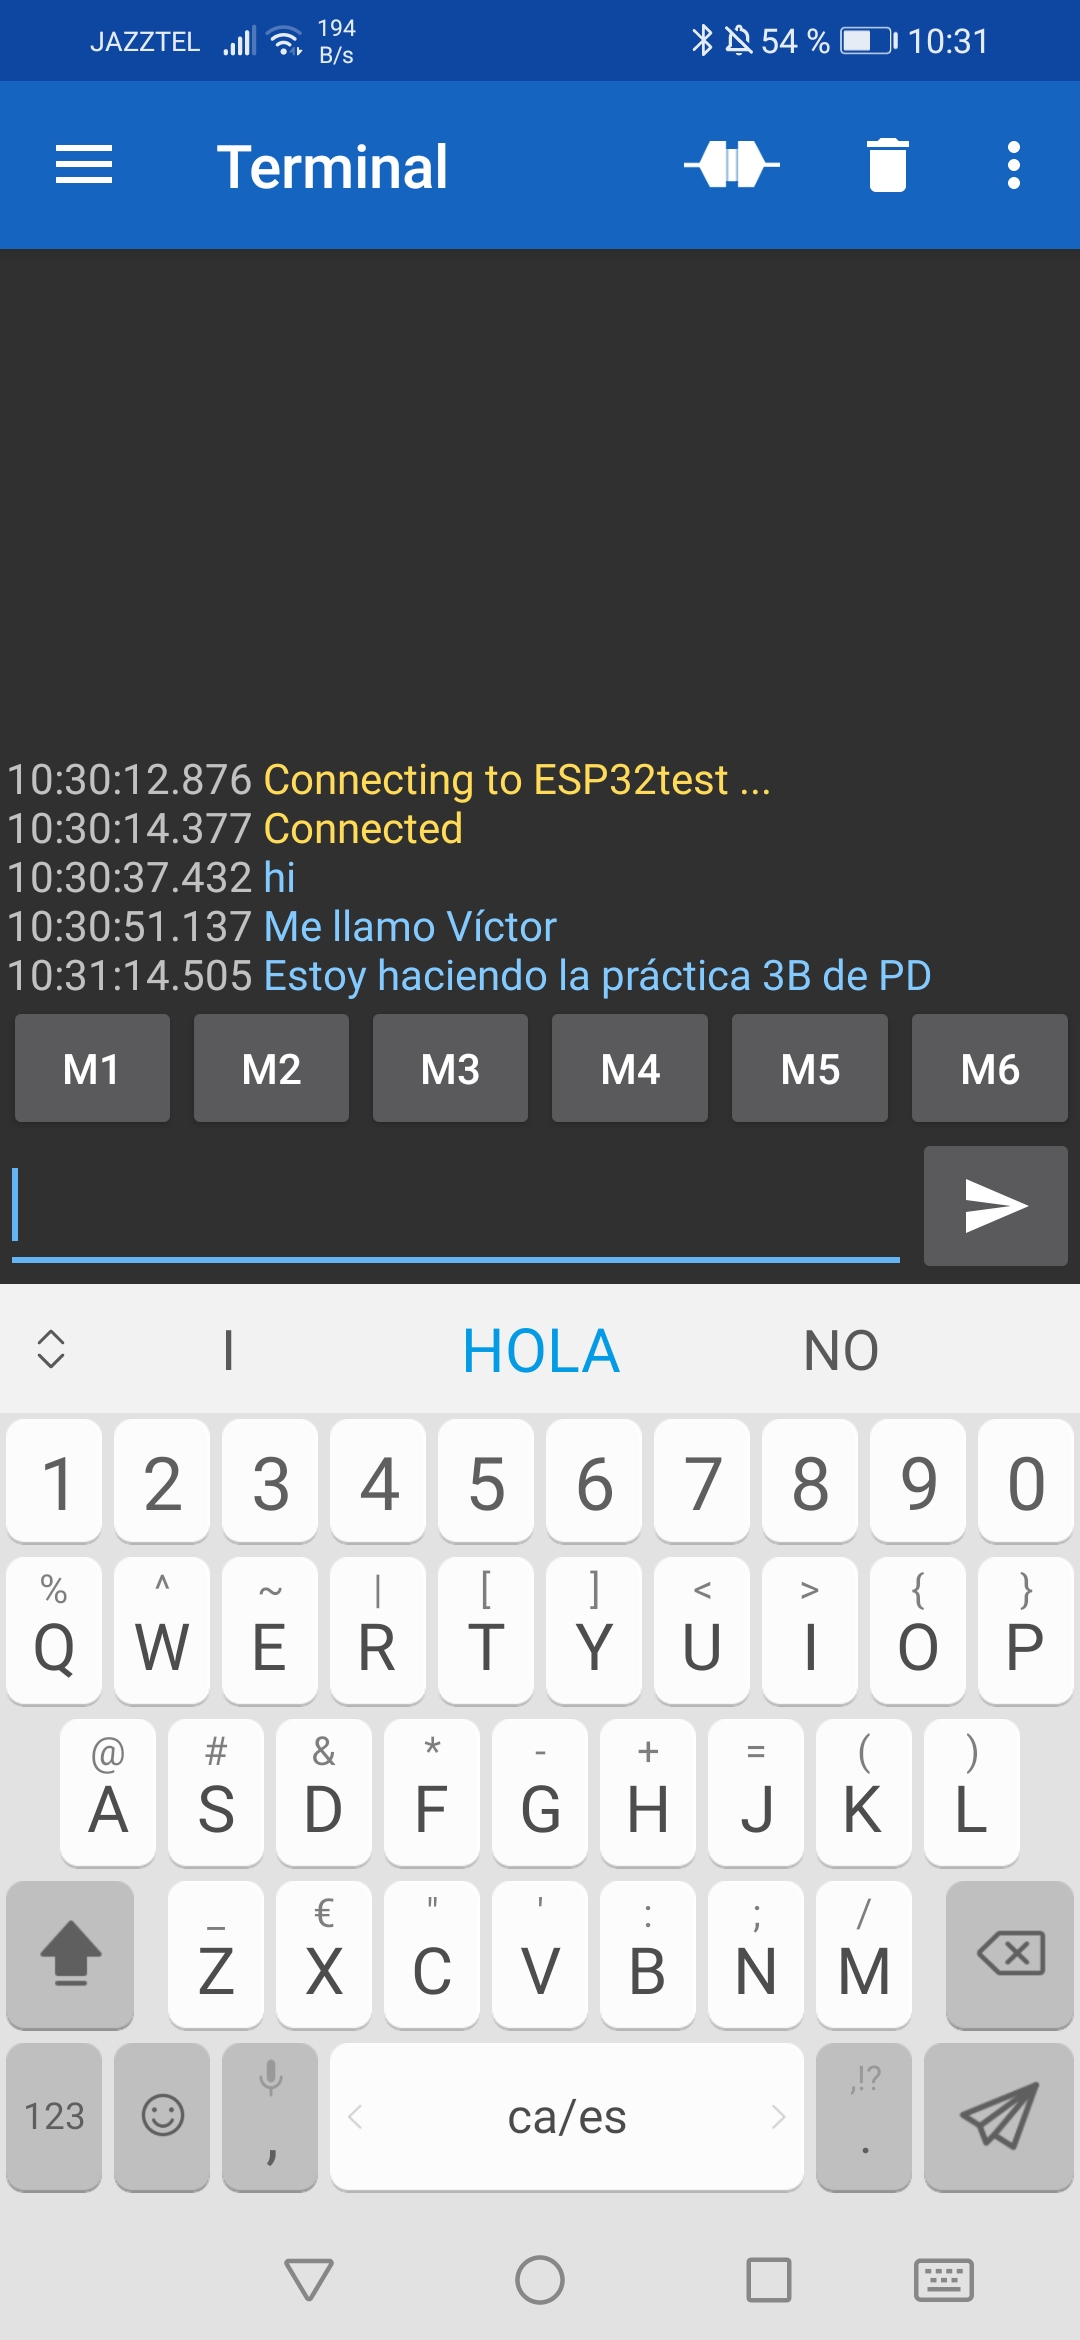 JAZZTEL 194 B/s 54 % 10:31
Terminal
10:30:12.876 Connecting to ESP32test ...
10:30:14.377 Connected
10:30:37.432 hi
10:30:51.137 Me llamo Víctor
10:31:14.505 Estoy haciendo la práctica 3B de PD
M1 M2 M3 M4 M5 M6
I HOLA NO
1 2 3 4 5 6 7 8 9 0
% ^ ~ | [ ] < > { }
Q W E R T Y U I O P
@ # & * - + = ( )
A S D F G H J K L
_ € " ' : ; /
Z X C V B N M
,!?
123 , < ca/es > .